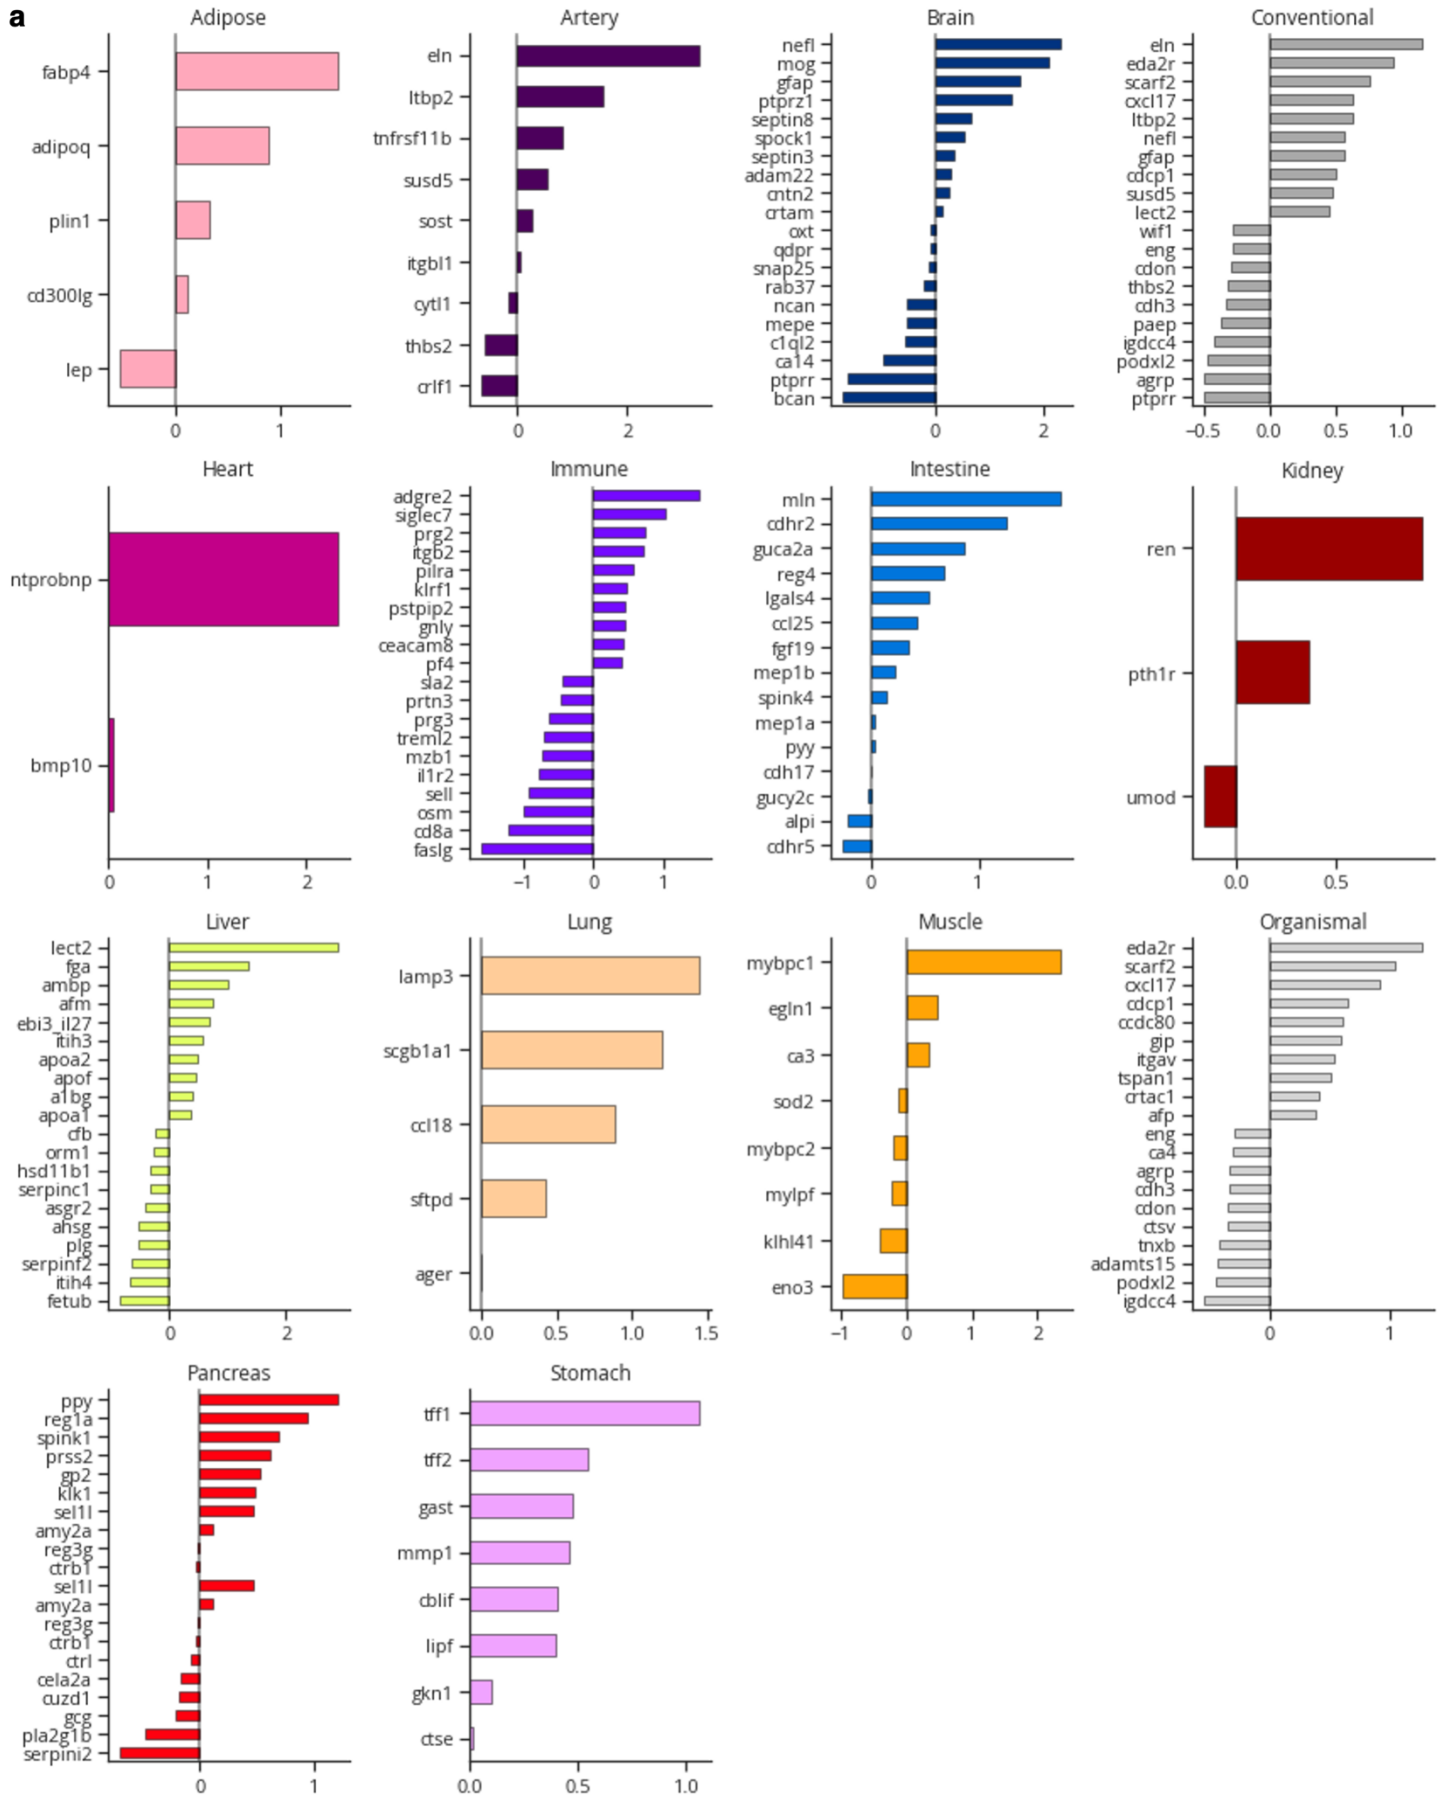 a
Adipose
fabp4
adipoq
plin1
cd300lg
lep
0 1
Artery
eln
ltbp2
tnfrsf11b
susd5
sost
itgbl1
cytl1
thbs2
crlf1
0 2
Brain
nefl
mog
gfap
ptprz1
septin8
spock1
septin3
adam22
cntn2
crtam
oxt
qdpr
snap25
rab37
ncan
mepe
c1ql2
ca14
ptprr
bcan
0 2
Conventional
eln
eda2r
scarf2
cxcl17
ltbp2
nefl
gfap
cdcp1
susd5
lect2
wif1
eng
cdon
thbs2
cdh3
paep
igdcc4
podxl2
agrp
ptprr
−0.5 0.0 0.5 1.0
Heart
ntprobnp
bmp10
0 1 2
Immune
adgre2
siglec7
prg2
itgb2
pilra
klrf1
pstpip2
gnly
ceacam8
pf4
sla2
prtn3
prg3
treml2
mzb1
il1r2
sell
osm
cd8a
faslg
−1 0 1
Intestine
mln
cdhr2
guca2a
reg4
lgals4
ccl25
fgf19
mep1b
spink4
mep1a
pyy
cdh17
gucy2c
alpi
cdhr5
0 1
Kidney
ren
pth1r
umod
0.0 0.5
Liver
lect2
fga
ambp
afm
ebi3_il27
itih3
apoa2
apof
a1bg
apoa1
cfb
orm1
hsd11b1
serpinc1
asgr2
ahsg
plg
serpinf2
itih4
fetub
0 2
Lung
lamp3
scgb1a1
ccl18
sftpd
ager
0.0 0.5 1.0 1.5
Muscle
mybpc1
egln1
ca3
sod2
mybpc2
mylpf
klhl41
eno3
−1 0 1 2
Organismal
eda2r
scarf2
cxcl17
cdcp1
ccdc80
gip
itgav
tspan1
crtac1
afp
eng
ca4
agrp
cdh3
cdon
ctsv
tnxb
adamts15
podxl2
igdcc4
0 1
Pancreas
ppy
reg1a
spink1
prss2
gp2
klk1
sel1l
amy2a
reg3g
ctrb1
sel1l
amy2a
reg3g
ctrb1
ctrl
cela2a
cuzd1
gcg
pla2g1b
serpini2
0 1
Stomach
tff1
tff2
gast
mmp1
cblif
lipf
gkn1
ctse
0.0 0.5 1.0